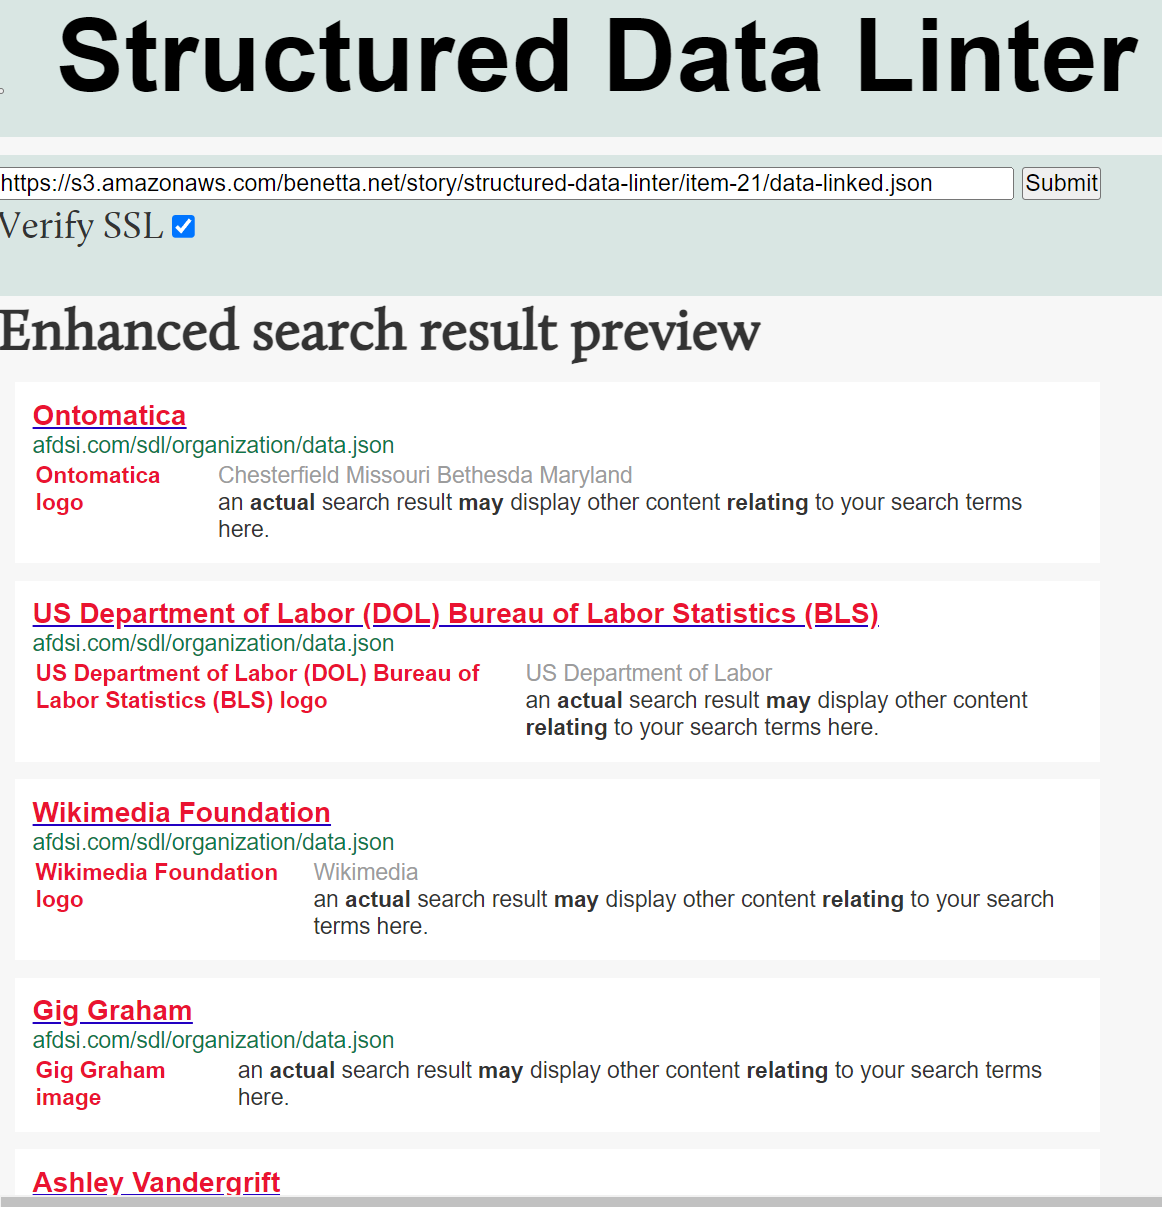 Structured Data Linter
https://s3.amazonaws.com/benetta.net/story/structured-data-linter/item-21/data-linked.json Submit
Verify SSL
Enhanced search result preview
Ontomatica
afdsi.com/sdl/organization/data.json
Ontomatica
logo
Chesterfield Missouri Bethesda Maryland
an actual search result may display other content relating to your search terms
here.
US Department of Labor (DOL) Bureau of Labor Statistics (BLS)
afdsi.com/sdl/organization/data.json
US Department of Labor (DOL) Bureau of
Labor Statistics (BLS) logo
US Department of Labor
an actual search result may display other content
relating to your search terms here.
Wikimedia Foundation
afdsi.com/sdl/organization/data.json
Wikimedia Foundation
logo
Wikimedia
an actual search result may display other content relating to your search
terms here.
Gig Graham
afdsi.com/sdl/organization/data.json
Gig Graham
image
an actual search result may display other content relating to your search terms
here.
Ashley Vandergrift